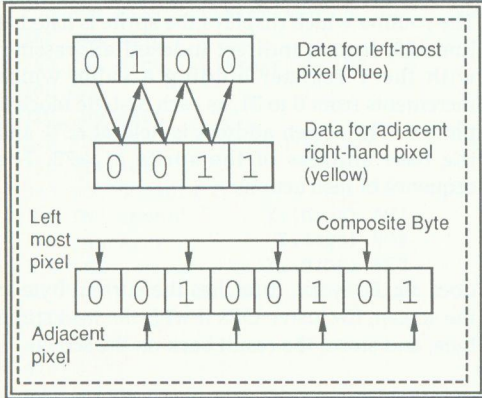 0 1 0 0
Data for left-most
pixel (blue)
Data for adjacent
right-hand pixel
(yellow)
0 0 1 1
Left
most
pixel
Composite Byte
0 0 1 0 0 1 0 1
Adjacent
pixel